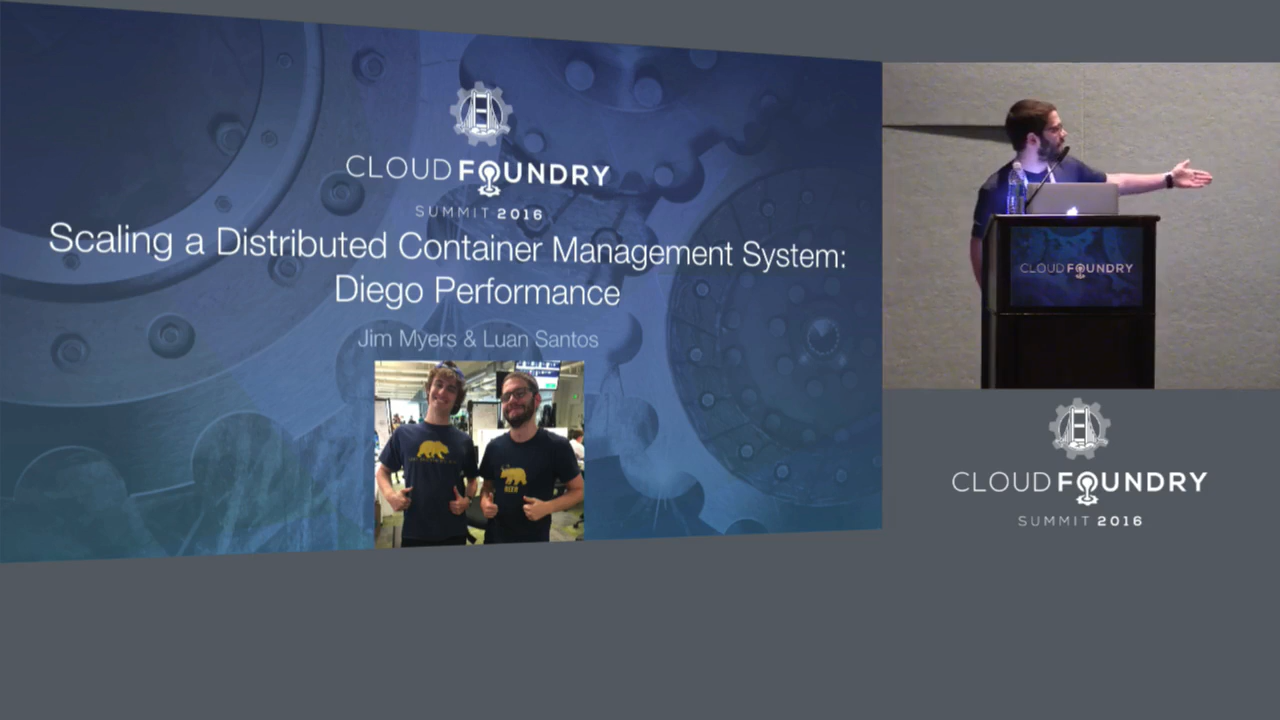 CLOUD FOUNDRY
SUMMIT 2016
Scaling a Distributed Container Management System:
Diego Performance
Jim Myers & Luan Santos
BEER
CLOUD FOUNDRY
CLOUD FOUNDRY
SUMMIT 2016